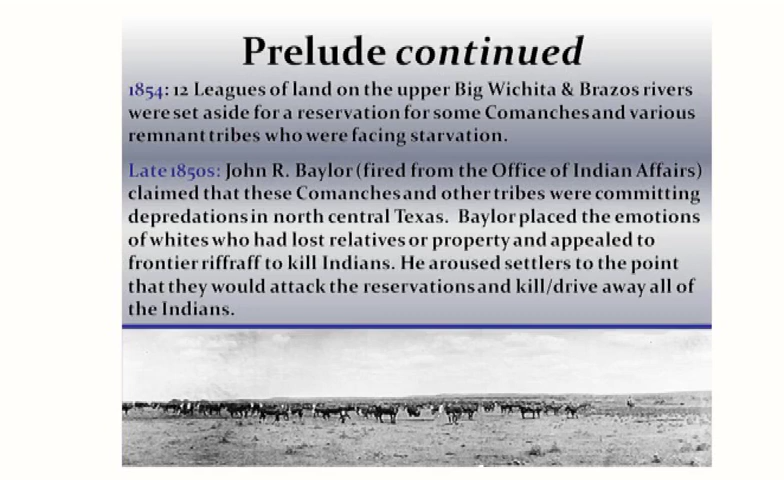 Prelude continued
1854: 12 Leagues of land on the upper Big Wichita & Brazos rivers
were set aside for a reservation for some Comanches and various
remnant tribes who were facing starvation.
Late 1850s: John R. Baylor (fired from the Office of Indian Affairs)
claimed that these Comanches and other tribes were committing
depredations in north central Texas. Baylor placed the emotions
of whites who had lost relatives or property and appealed to
frontier riffraff to kill Indians. He aroused settlers to the point
that they would attack the reservations and kill/drive away all of
the Indians.